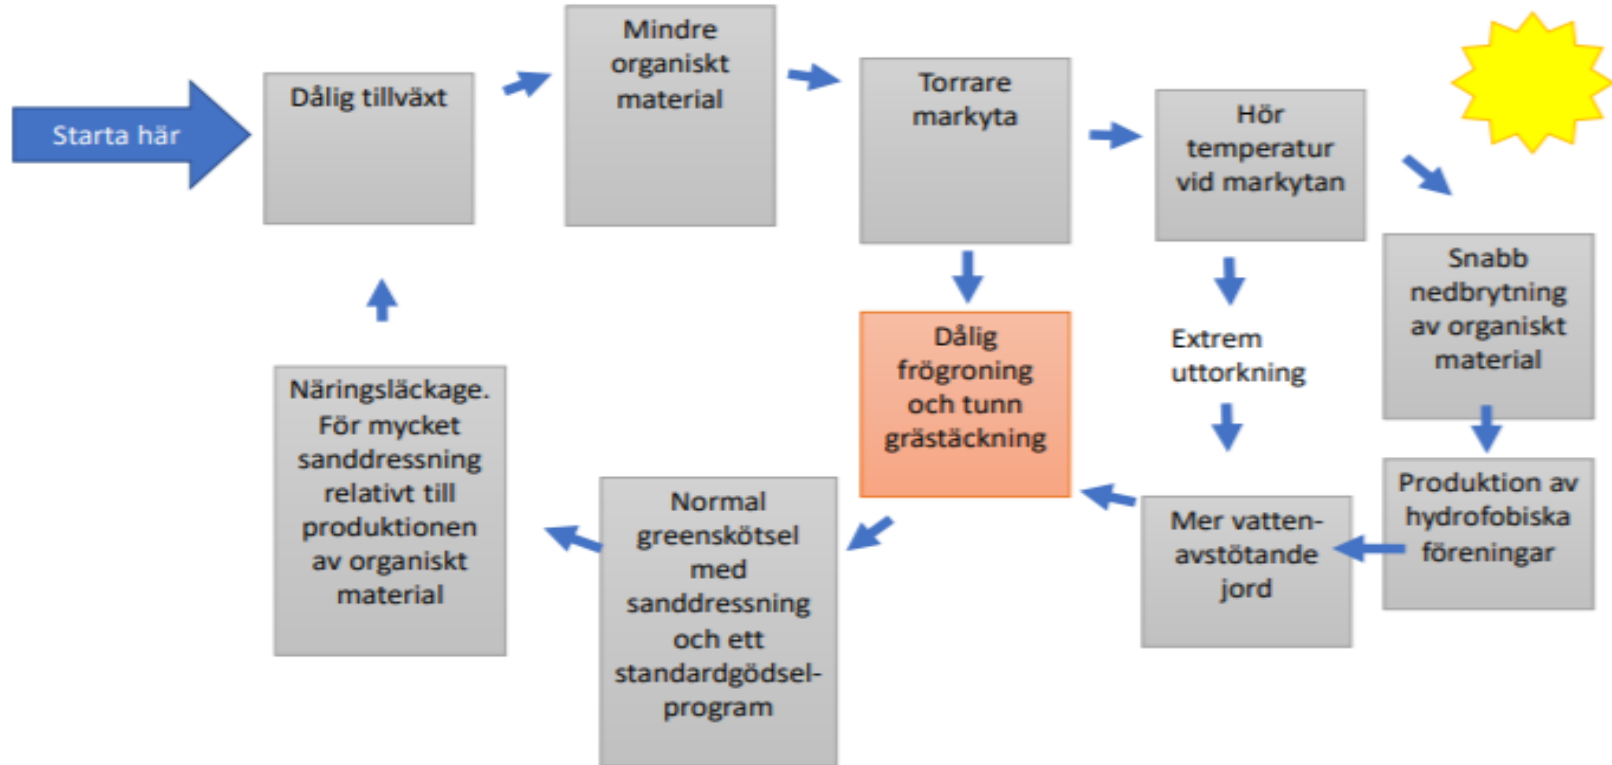 Starta här
Dålig tillväxt
Mindre
organiskt
material
Torrare
markyta
Hör
temperatur
vid markytan
Snabb
nedbrytning
av organiskt
material
Extrem
uttorkning
Produktion av
hydrofobiska
föreningar
Mer vatten-
avstötande
jord
Dålig
frögroning
och tunn
grästäckning
Normal
greenskötsel
med
sanddressning
och ett
standardgödsel-
program
Näringsläckage.
För mycket
sanddressning
relativt till
produktionen
av organiskt
material